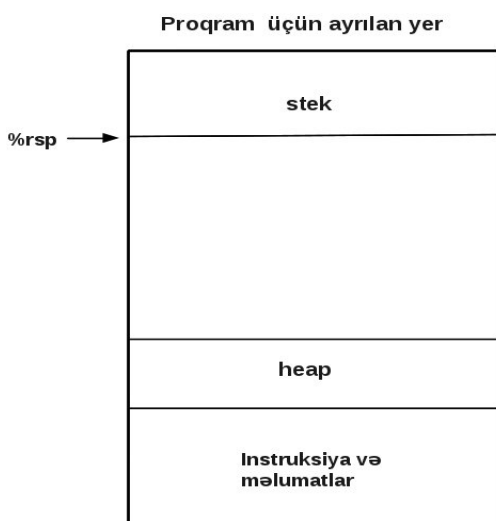 Proqram üçün ayrılan yer
stek
%rsp
heap
Instruksiya və
məlumatlar